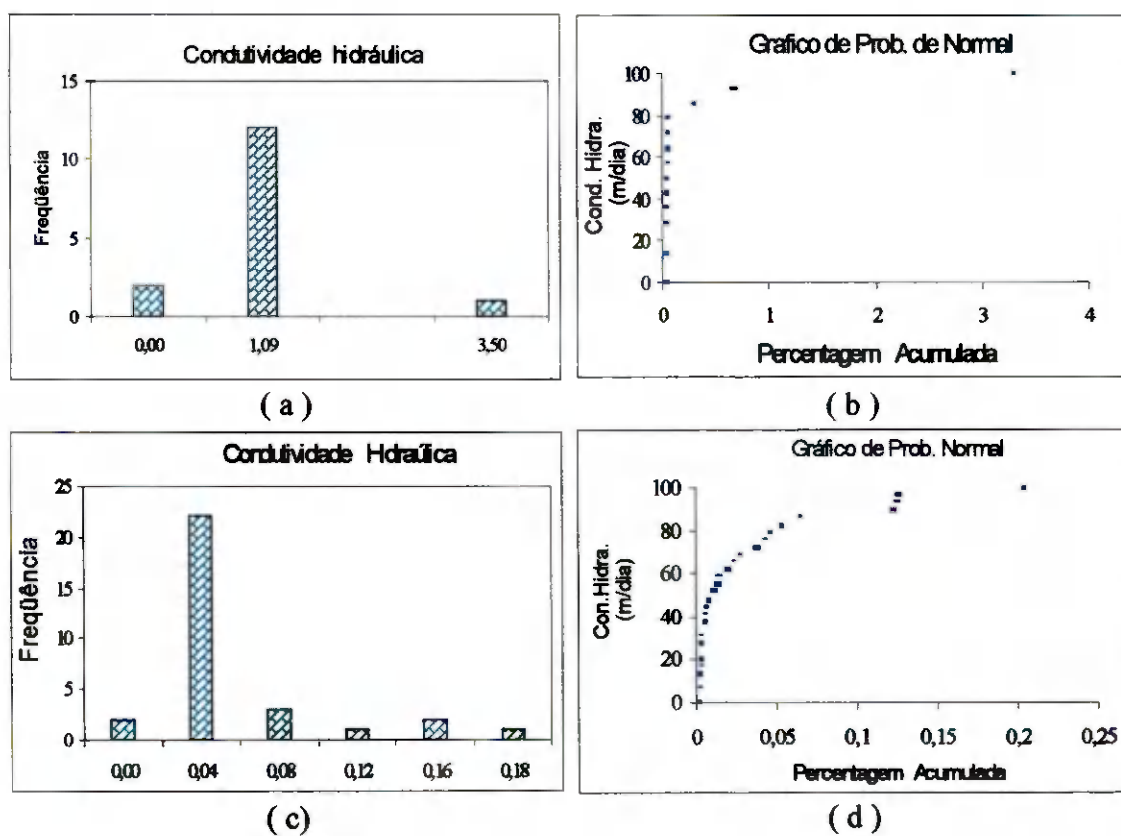 Condutividade hidráulica
Freqüência
15
10
5
0
0,00 1,09 3,50
( a )
Grafico de Prob. de Normal
Cond. Hidra.
(m/dia)
100
80
60
40
20
0
0 1 2 3 4
Percentagem Acumulada
( b )
Condutividade Hidraúlica
Freqüência
25
20
15
10
5
0
0,00 0,04 0,08 0,12 0,16 0,18
( c)
Gráfico de Prob. Normal
Con.Hidra.
(m/dia)
100
80
60
40
20
0
0 0,05 0,1 0,15 0,2 0,25
Percentagem Acumulada
( d )